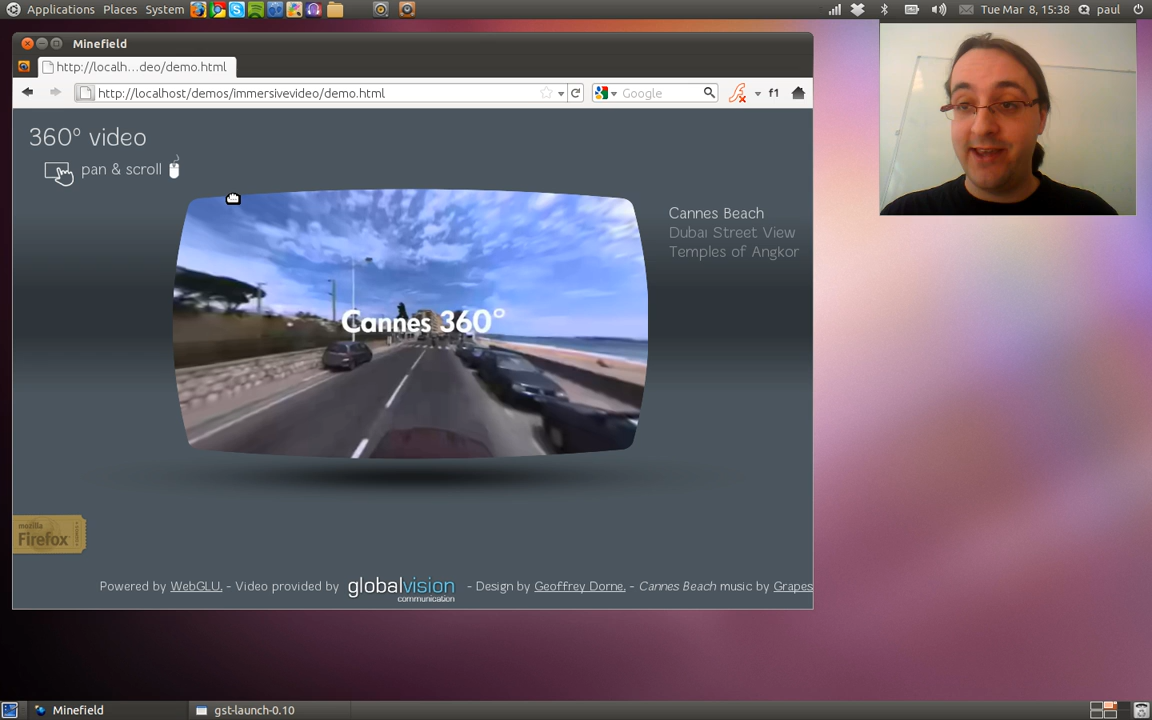 Applications Places System
Tue Mar 8, 15:38 paul
Minefield
http://localh...deo/demo.html
http://localhost/demos/immersivevideo/demo.html
Google
f1
360° video
pan & scroll
Cannes Beach
Dubai Street View
Temples of Angkor
Cannes 360°
mozilla
Firefox
Powered by WebGLU. - Video provided by globalvision communication - Design by Geoffrey Dorne. - Cannes Beach music by Grapes
Minefield
gst-launch-0.10